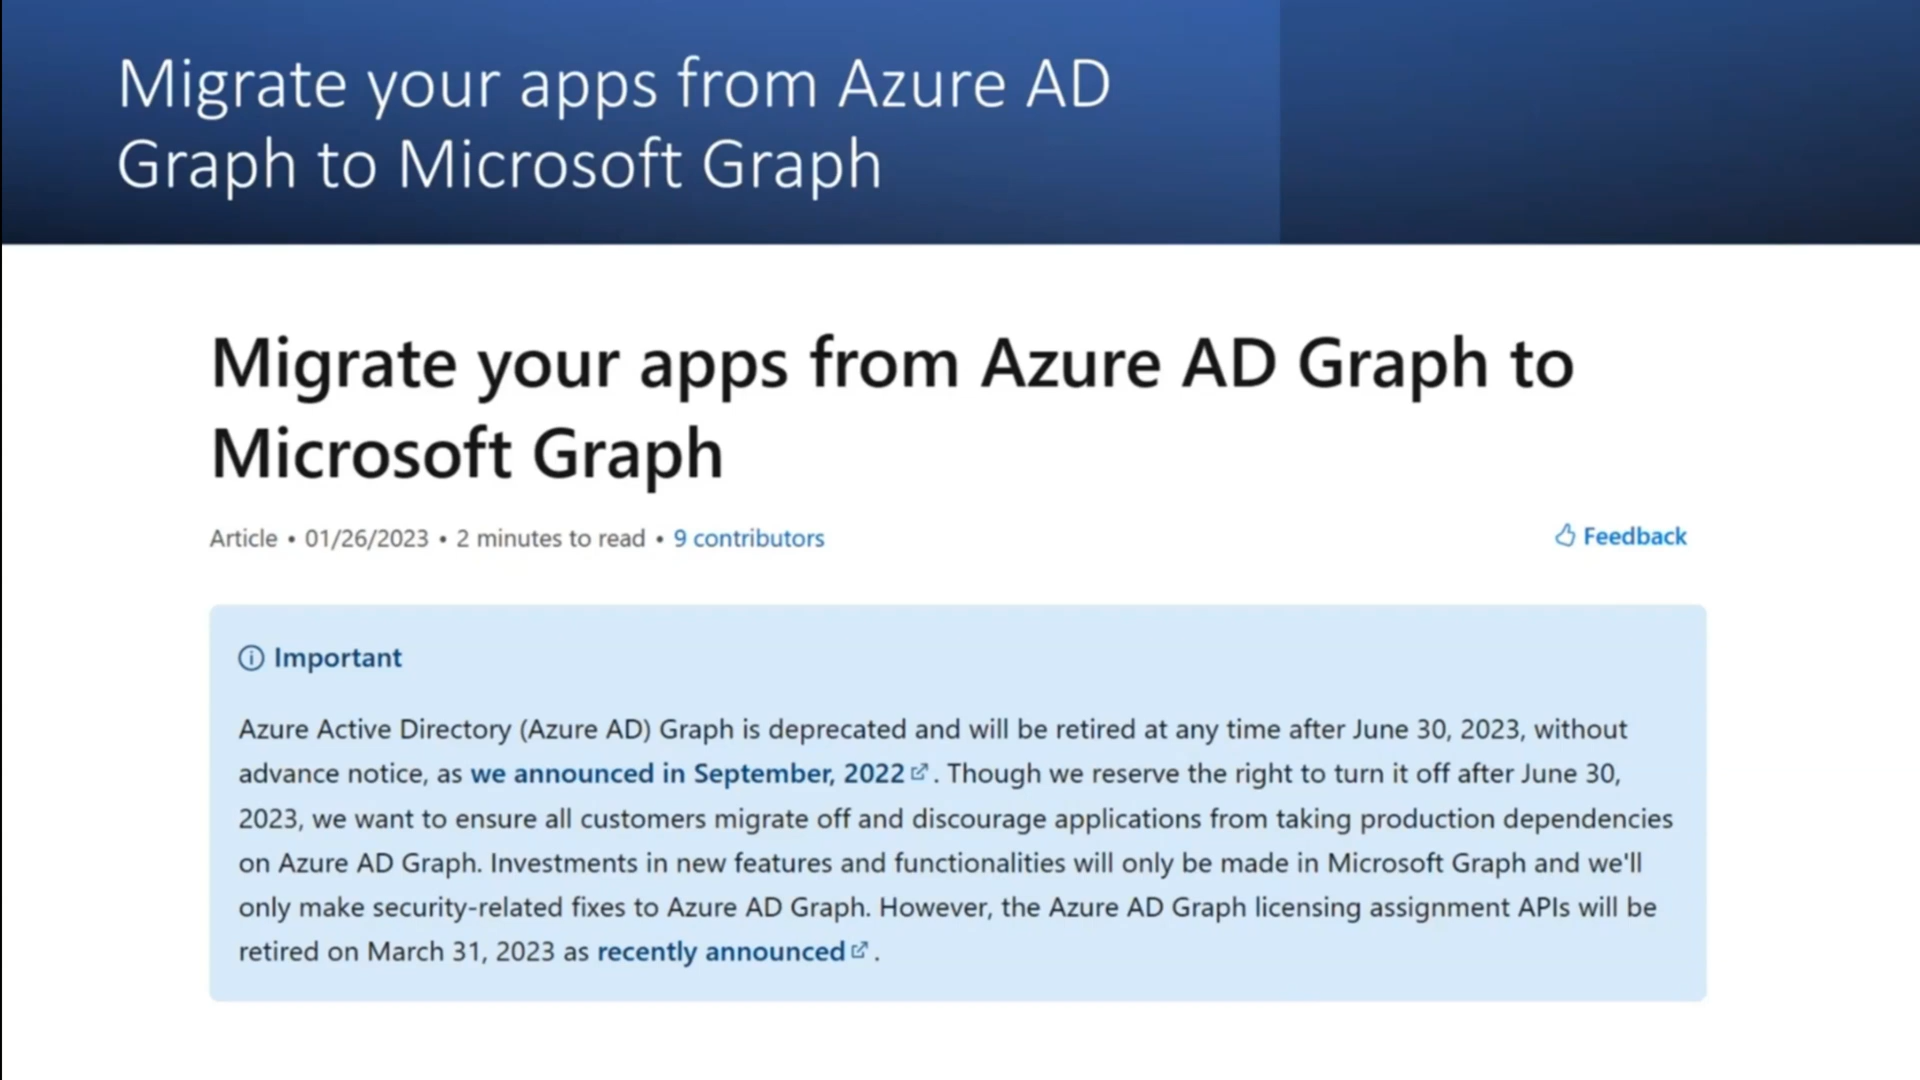 Migrate your apps from Azure AD
Graph to Microsoft Graph
Migrate your apps from Azure AD Graph to
Microsoft Graph
Article • 01/26/2023 • 2 minutes to read • 9 contributors
Feedback
Important
Azure Active Directory (Azure AD) Graph is deprecated and will be retired at any time after June 30, 2023, without
advance notice, as we announced in September, 2022. Though we reserve the right to turn it off after June 30,
2023, we want to ensure all customers migrate off and discourage applications from taking production dependencies
on Azure AD Graph. Investments in new features and functionalities will only be made in Microsoft Graph and we'll
only make security-related fixes to Azure AD Graph. However, the Azure AD Graph licensing assignment APIs will be
retired on March 31, 2023 as recently announced.